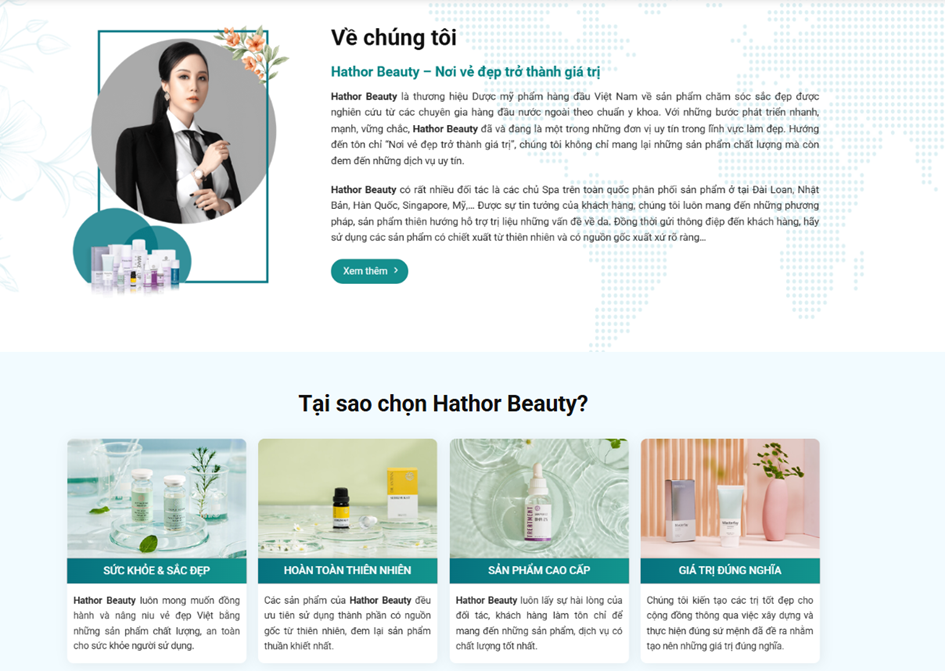 Về chúng tôi
Hathor Beauty – Nơi vẻ đẹp trở thành giá trị
Hathor Beauty là thương hiệu Dược mỹ phẩm hàng đầu Việt Nam về sản phẩm chăm sóc sắc đẹp được
nghiên cứu từ các chuyên gia hàng đầu nước ngoài theo chuẩn y khoa. Với những bước phát triển nhanh,
mạnh, vững chắc, Hathor Beauty đã và đang là một trong những đơn vị uy tín trong lĩnh vực làm đẹp. Hướng
đến tôn chỉ “Nơi vẻ đẹp trở thành giá trị”, chúng tôi không chỉ mang lại những sản phẩm chất lượng mà còn
đem đến những dịch vụ uy tín.
Hathor Beauty có rất nhiều đối tác là các chủ Spa trên toàn quốc phân phối sản phẩm ở tại Đài Loan, Nhật
Bản, Hàn Quốc, Singapore, Mỹ,... Được sự tin tưởng của khách hàng, chúng tôi luôn mang đến những phương
pháp, sản phẩm thiên hướng hỗ trợ trị liệu những vấn đề về da. Đồng thời gửi thông điệp đến khách hàng, hãy
sử dụng các sản phẩm có chiết xuất từ thiên nhiên và có nguồn gốc xuất xứ rõ ràng...
Xem thêm
Tại sao chọn Hathor Beauty?
TREATMENT
SỨC KHỎE & SẮC ĐẸP
Hathor Beauty luôn mong muốn đồng
hành và nâng niu vẻ đẹp Việt bằng
những sản phẩm chất lượng, an toàn
cho sức khỏe người sử dụng.
HOÀN TOÀN THIÊN NHIÊN
Các sản phẩm của Hathor Beauty đều
ưu tiên sử dụng thành phần có nguồn
gốc từ thiên nhiên, đem lại sản phẩm
thuần khiết nhất.
SẢN PHẨM CAO CẤP
Hathor Beauty luôn lấy sự hài lòng của
đối tác, khách hàng làm tôn chỉ để
mang đến những sản phẩm, dịch vụ có
chất lượng tốt nhất.
GIÁ TRỊ ĐÚNG NGHĨA
Chúng tôi kiến tạo các trị tốt đẹp cho
cộng đồng thông qua việc xây dựng và
thực hiện đúng sứ mệnh đã đề ra nhằm
tạo nên những giá trị đúng nghĩa.